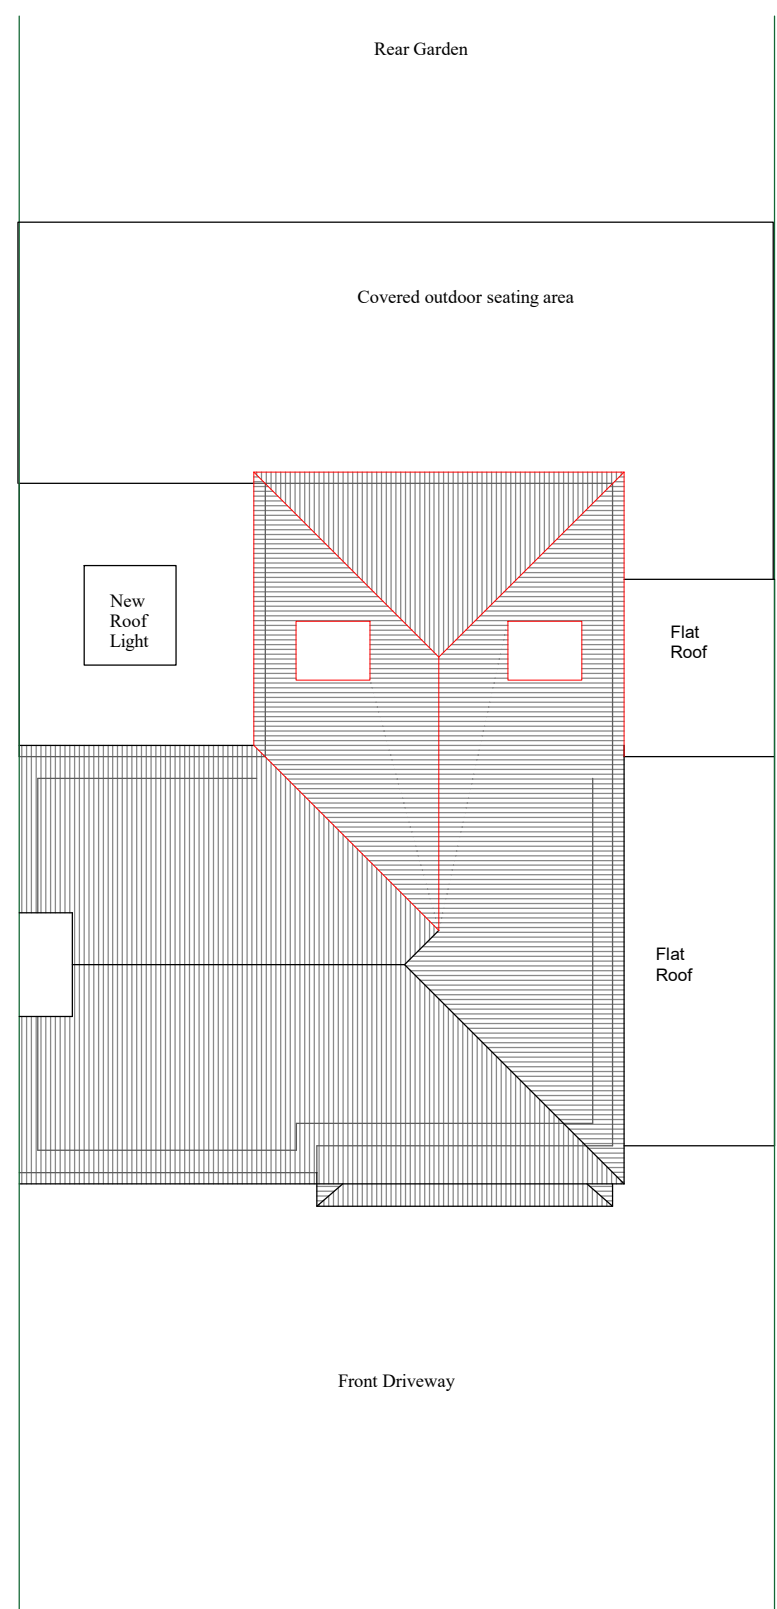 Rear Garden
Covered outdoor seating area
New
Roof
Light
Flat
Roof
Flat
Roof
Front Driveway